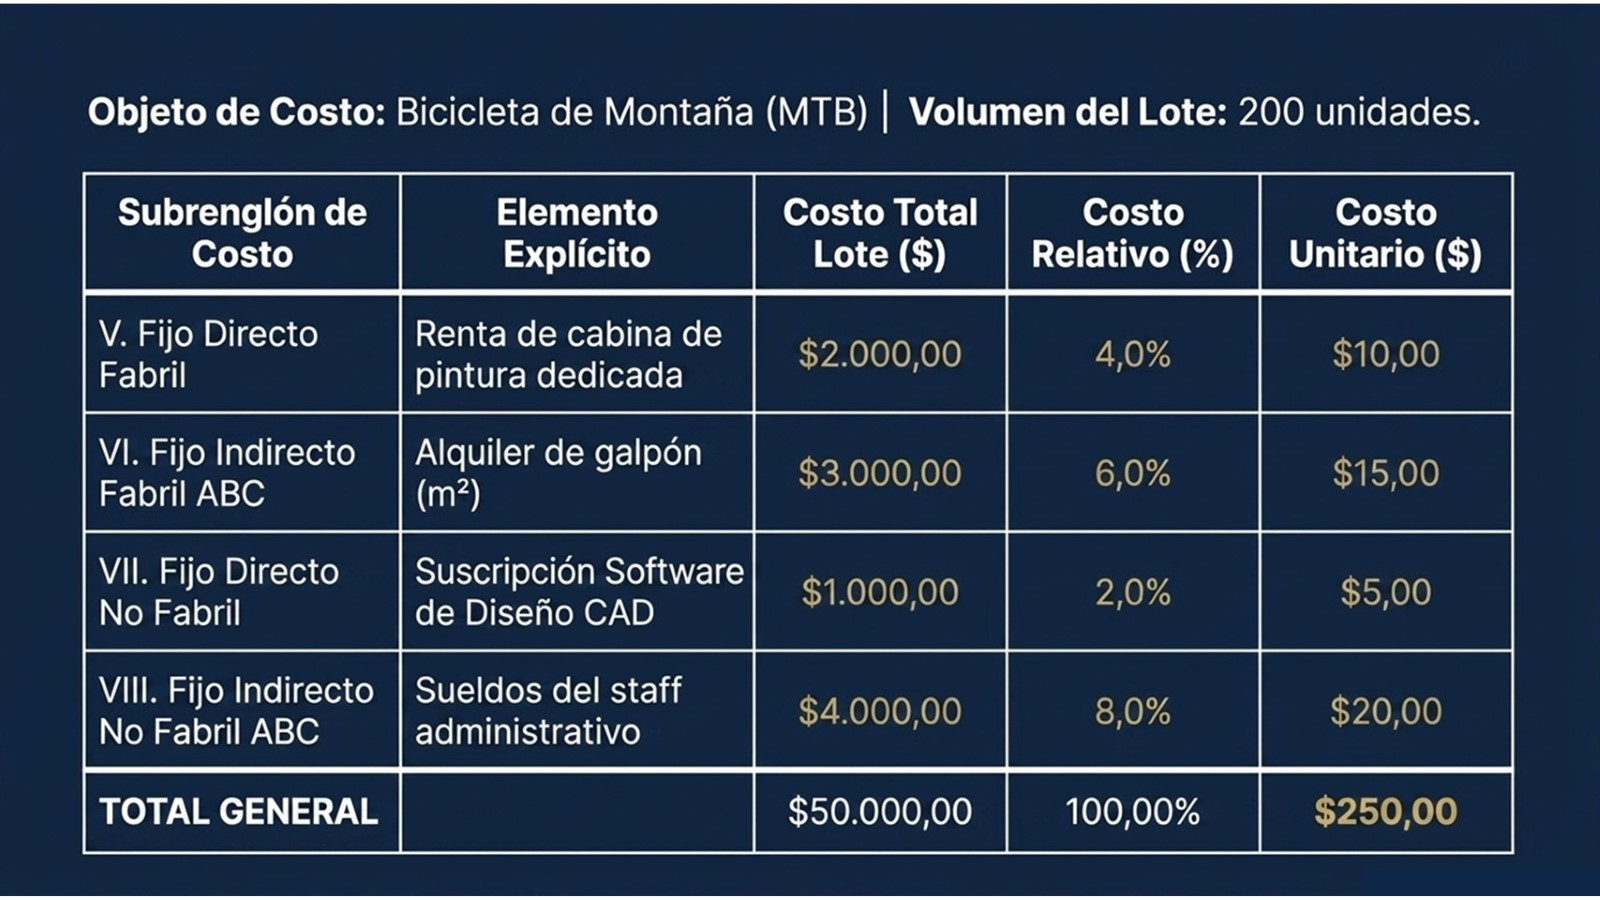 Objeto de Costo: Bicicleta de Montaña (MTB) | Volumen del Lote: 200 unidades.
Subrenglón de
Costo
Elemento
Explícito
Costo Total
Lote ($)
Costo
Relativo (%)
Costo
Unitario ($)
V. Fijo Directo
Fabril
Renta de cabina de
pintura dedicada
$2.000,00
4,0%
$10,00
VI. Fijo Indirecto
Fabril ABC
Alquiler de galpón
(m²)
$3.000,00
6,0%
$15,00
VII. Fijo Directo
No Fabril
Suscripción Software
de Diseño CAD
$1.000,00
2,0%
$5,00
VIII. Fijo Indirecto
No Fabril ABC
Sueldos del staff
administrativo
$4.000,00
8,0%
$20,00
TOTAL GENERAL
$50.000,00
100,00%
$250,00